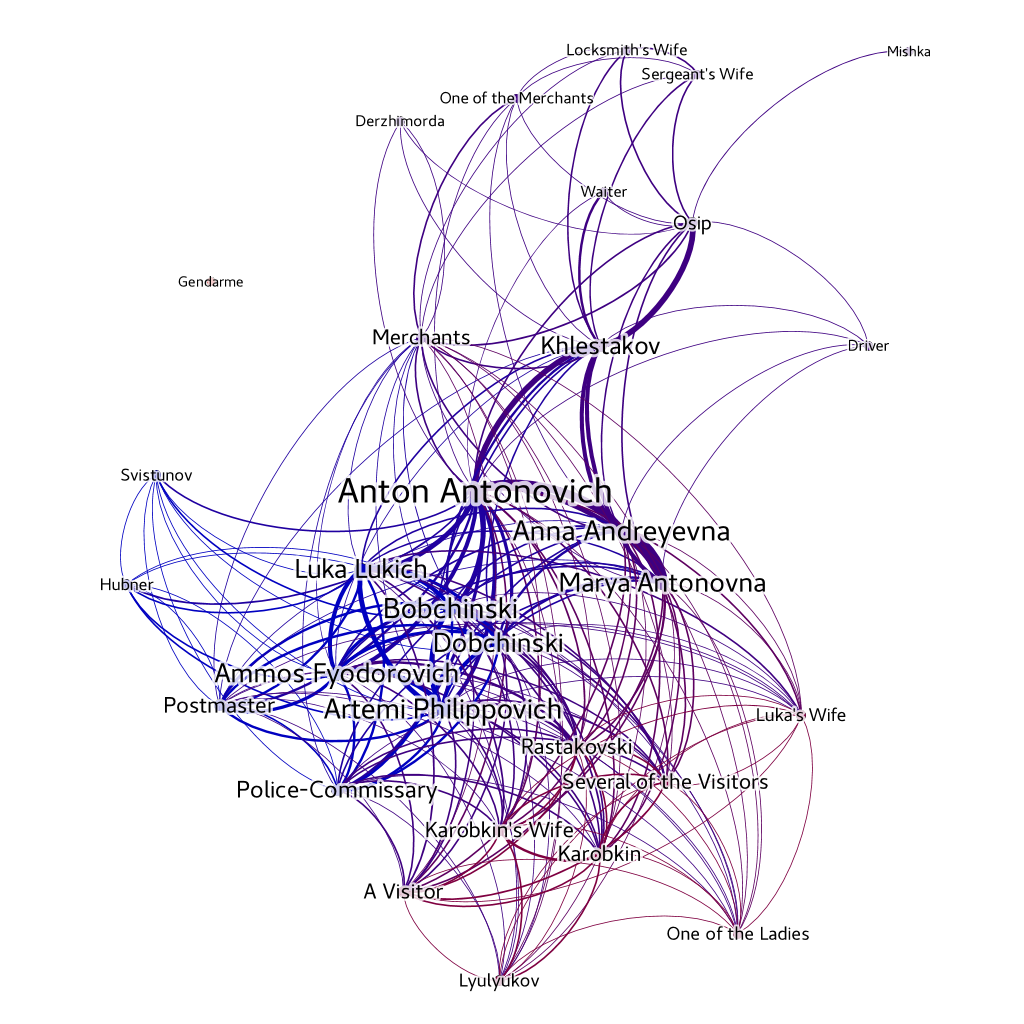 Locksmith's Wife
Mishka
Sergeant's Wife
One of the Merchants
Derzhimorda
Waiter
Osip
Gendarme
Merchants
Khlestakov
Driver
Svistunov
Anton Antonovich
Anna Andreyevna
Luka Lukich
Hubner
Marya Antonovna
Bobchinski
Dobchinski
Ammos Fyodorovich
Postmaster
Artemi Philippovich
Luka's Wife
Rastakovski
Several of the Visitors
Police-Commissary
Karobkin's Wife
Karobkin
A Visitor
One of the Ladies
Lyulyukov